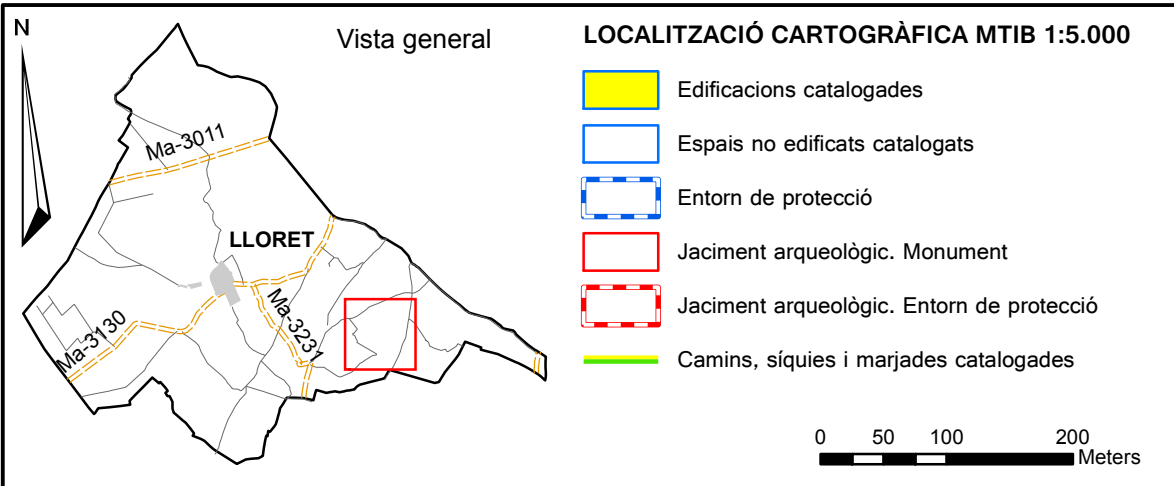 N
Vista general
Ma-3011
LLORET
Ma-3231
Ma-3130
LOCALITZACIÓ CARTOGRÀFICA MTIB 1:5.000
Edificacions catalogades
Espais no edificats catalogats
Entorn de protecció
Jaciment arqueològic. Monument
Jaciment arqueològic. Entorn de protecció
Camins, síquies i marjades catalogades
0 50 100 200
Meters